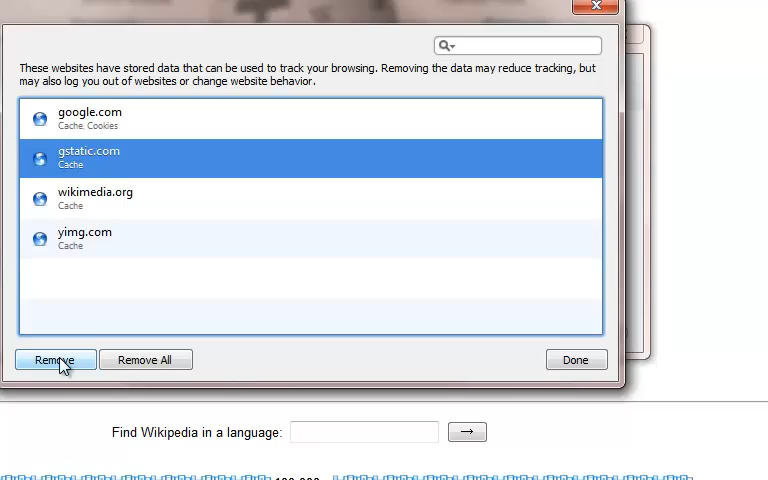 These websites have stored data that can be used to track your browsing. Removing the data may reduce tracking, but
may also log you out of websites or change website behavior.
google.com
Cache, Cookies
gstatic.com
Cache
wikimedia.org
Cache
yimg.com
Cache
Remove
Remove All
Done
Find Wikipedia in a language:
→
100,000